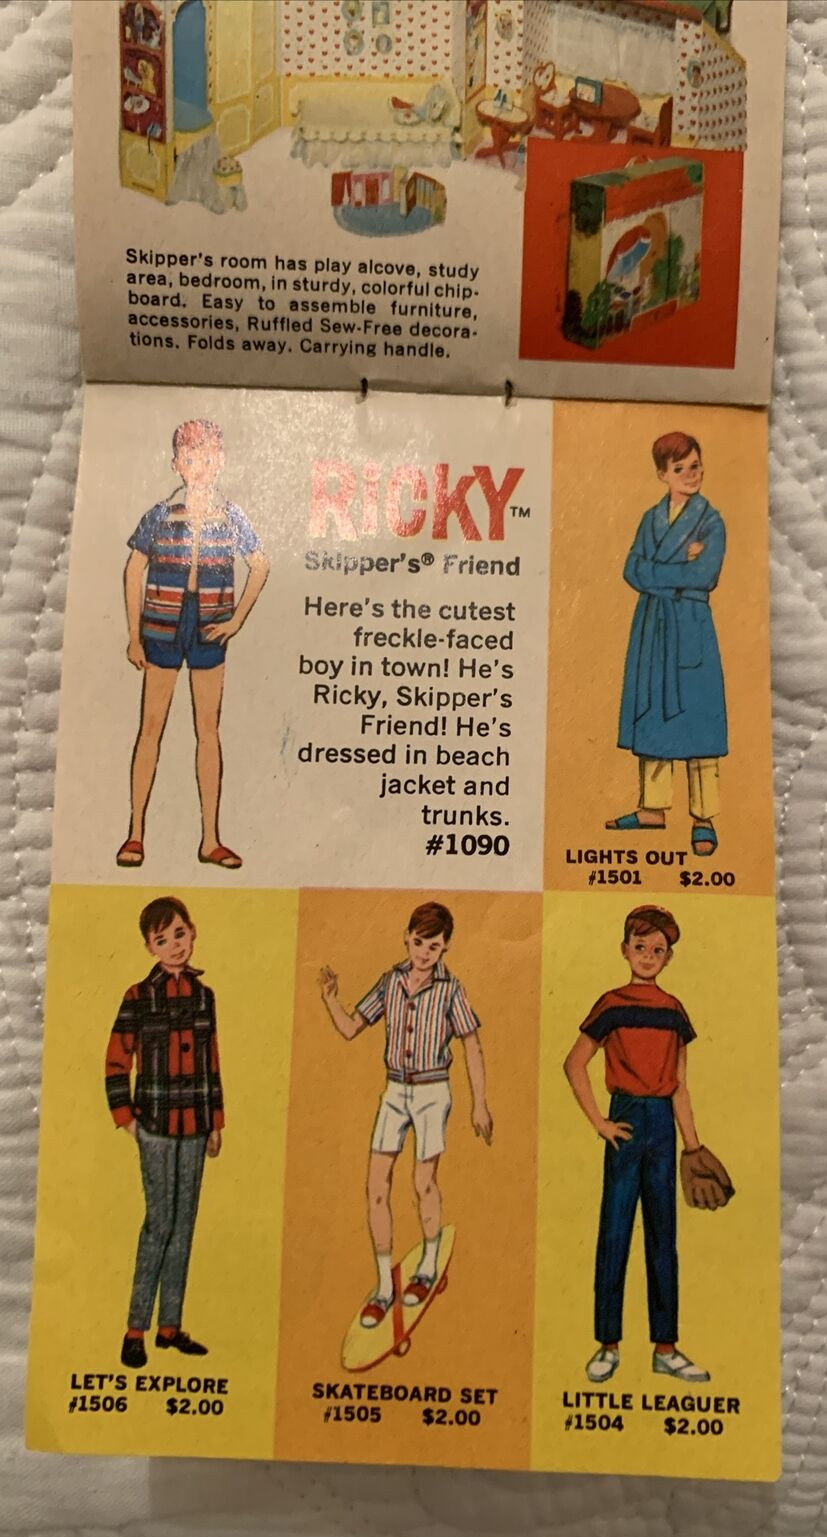 Skipper's room has play alcove, study
area, bedroom, in sturdy, colorful chip-
board. Easy to assemble furniture,
accessories, Ruffled Sew-Free decora-
tions. Folds away. Carrying handle.
RiCKY™
Skipper's® Friend
Here's the cutest
freckle-faced
boy in town! He's
Ricky, Skipper's
Friend! He's
dressed in beach
jacket and
trunks.
#1090
LIGHTS OUT
#1501 $2.00
LET'S EXPLORE
#1506 $2.00
SKATEBOARD SET
#1505 $2.00
LITTLE LEAGUER
#1504 $2.00